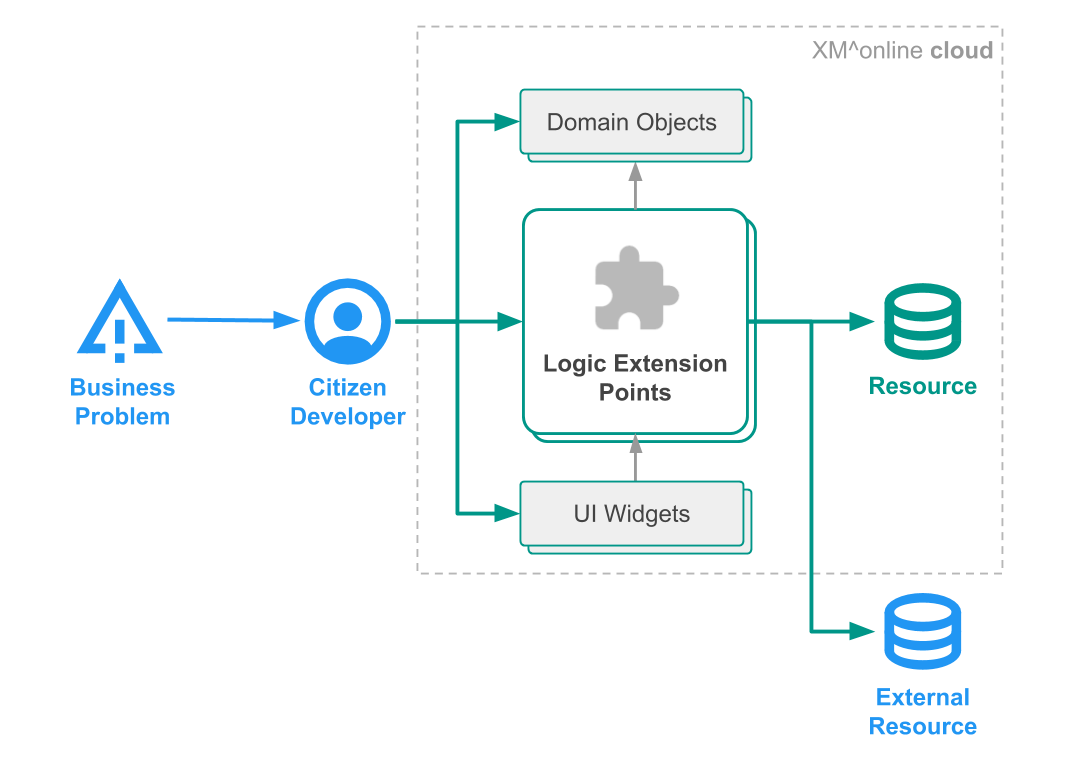 XM^online cloud
Domain Objects
Logic Extension
Points
UI Widgets
Business
Problem
Citizen
Developer
Resource
External
Resource